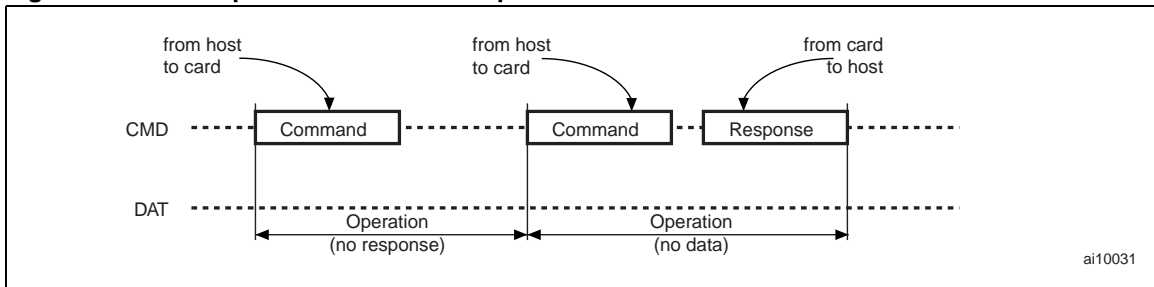 from host
to card
from host
to card
from card
to host
CMD
Command
Command
Response
DAT
Operation
(no response)
Operation
(no data)
ai10031